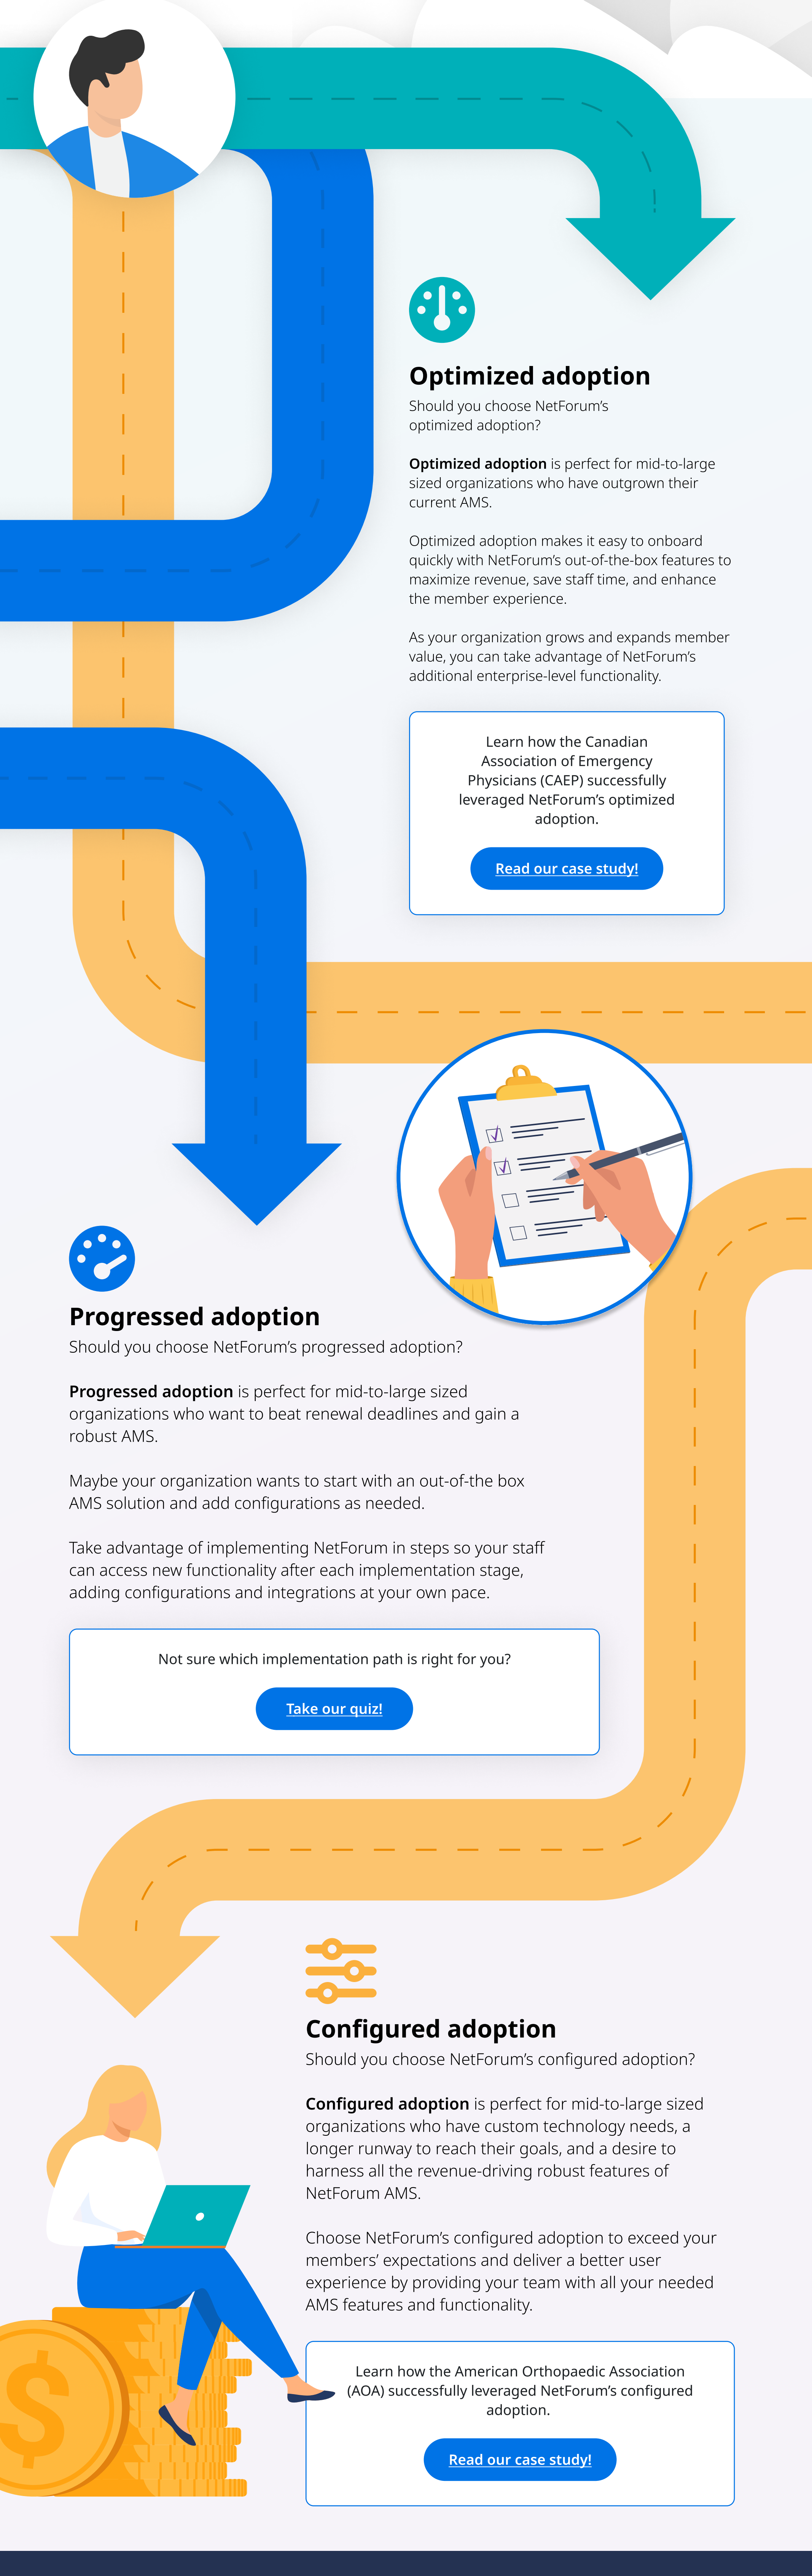 Optimized adoption
Should you choose NetForum's
optimized adoption?
Optimized adoption is perfect for mid-to-large
sized organizations who have outgrown their
current AMS.
Optimized adoption makes it easy to onboard
quickly with NetForum's out-of-the-box features to
maximize revenue, save staff time, and enhance
the member experience.
As your organization grows and expands member
value, you can take advantage of NetForum's
additional enterprise-level functionality.
Learn how the Canadian
Association of Emergency
Physicians (CAEP) successfully
leveraged NetForum's optimized
adoption.
Read our case study!
Progressed adoption
Should you choose NetForum's progressed adoption?
Progressed adoption is perfect for mid-to-large sized
organizations who want to beat renewal deadlines and gain a
robust AMS.
Maybe your organization wants to start with an out-of-the box
AMS solution and add configurations as needed.
Take advantage of implementing NetForum in steps so your staff
can access new functionality after each implementation stage,
adding configurations and integrations at your own pace.
Not sure which implementation path is right for you?
Take our quiz!
Configured adoption
Should you choose NetForum's configured adoption?
Configured adoption is perfect for mid-to-large sized
organizations who have custom technology needs, a
longer runway to reach their goals, and a desire to
harness all the revenue-driving robust features of
NetForum AMS.
Choose NetForum's configured adoption to exceed your
members' expectations and deliver a better user
experience by providing your team with all your needed
AMS features and functionality.
Learn how the American Orthopaedic Association
(AOA) successfully leveraged NetForum's configured
adoption.
Read our case study!
$